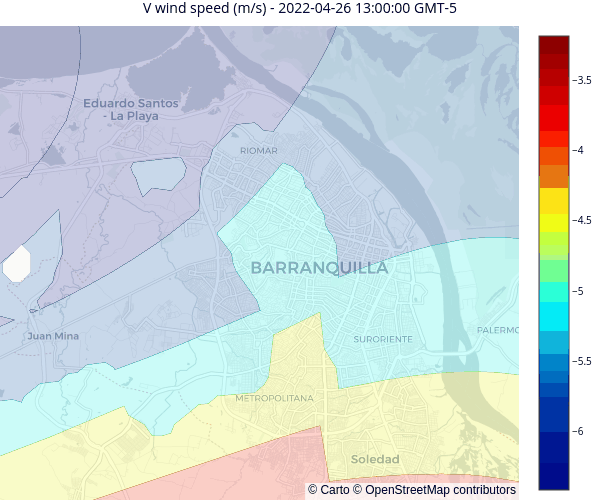 V wind speed (m/s) - 2022-04-26 13:00:00 GMT-5
−3.5
Eduardo Santos
- La Playa
RIOMAR
−4
−4.5
BARRANQUILLA
−5
Juan Mina
SURORIENTE
PALERMO
−5.5
METROPOLITANA
−6
Soledad
© Carto © OpenStreetMap contributors